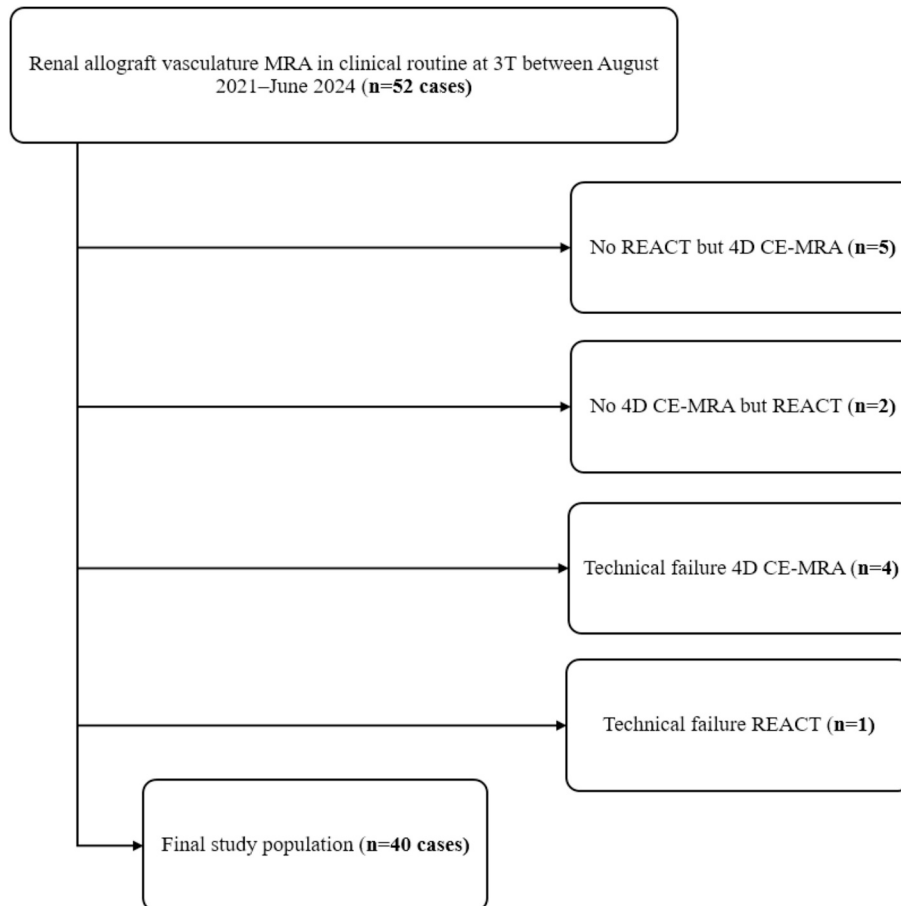 Renal allograft vasculature MRA in clinical routine at 3T between August
2021–June 2024 (n=52 cases)
No REACT but 4D CE-MRA (n=5)
No 4D CE-MRA but REACT (n=2)
Technical failure 4D CE-MRA (n=4)
Technical failure REACT (n=1)
Final study population (n=40 cases)